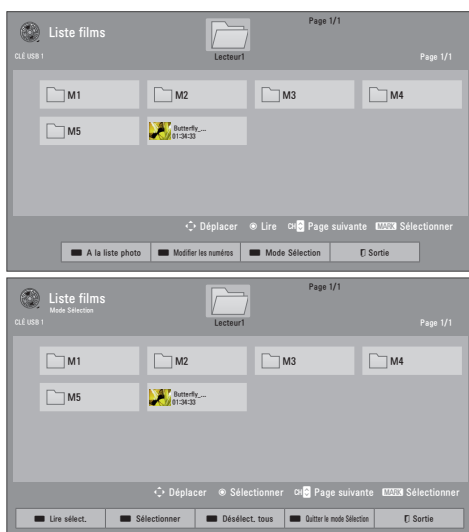 Page 1/1
Liste films
CLÉ USB 1
Lecteur1
Page 1/1
M1
M2
M3
M4
M5
Butterfly_...
01:34:33
Déplacer
Lire
CH
Page suivante
MARK
Sélectionner
A la liste photo
Modifier les numéros
Mode Sélection
Sortie
Page 1/1
Liste films
Mode Sélection
CLÉ USB 1
Lecteur1
Page 1/1
M1
M2
M3
M4
M5
Butterfly_...
01:34:33
Déplacer
Sélectionner
CH
Page suivante
MARK
Sélectionner
Lire sélect.
Sélectionner
Désélect. tous
Quitter le mode Sélection
Sortie